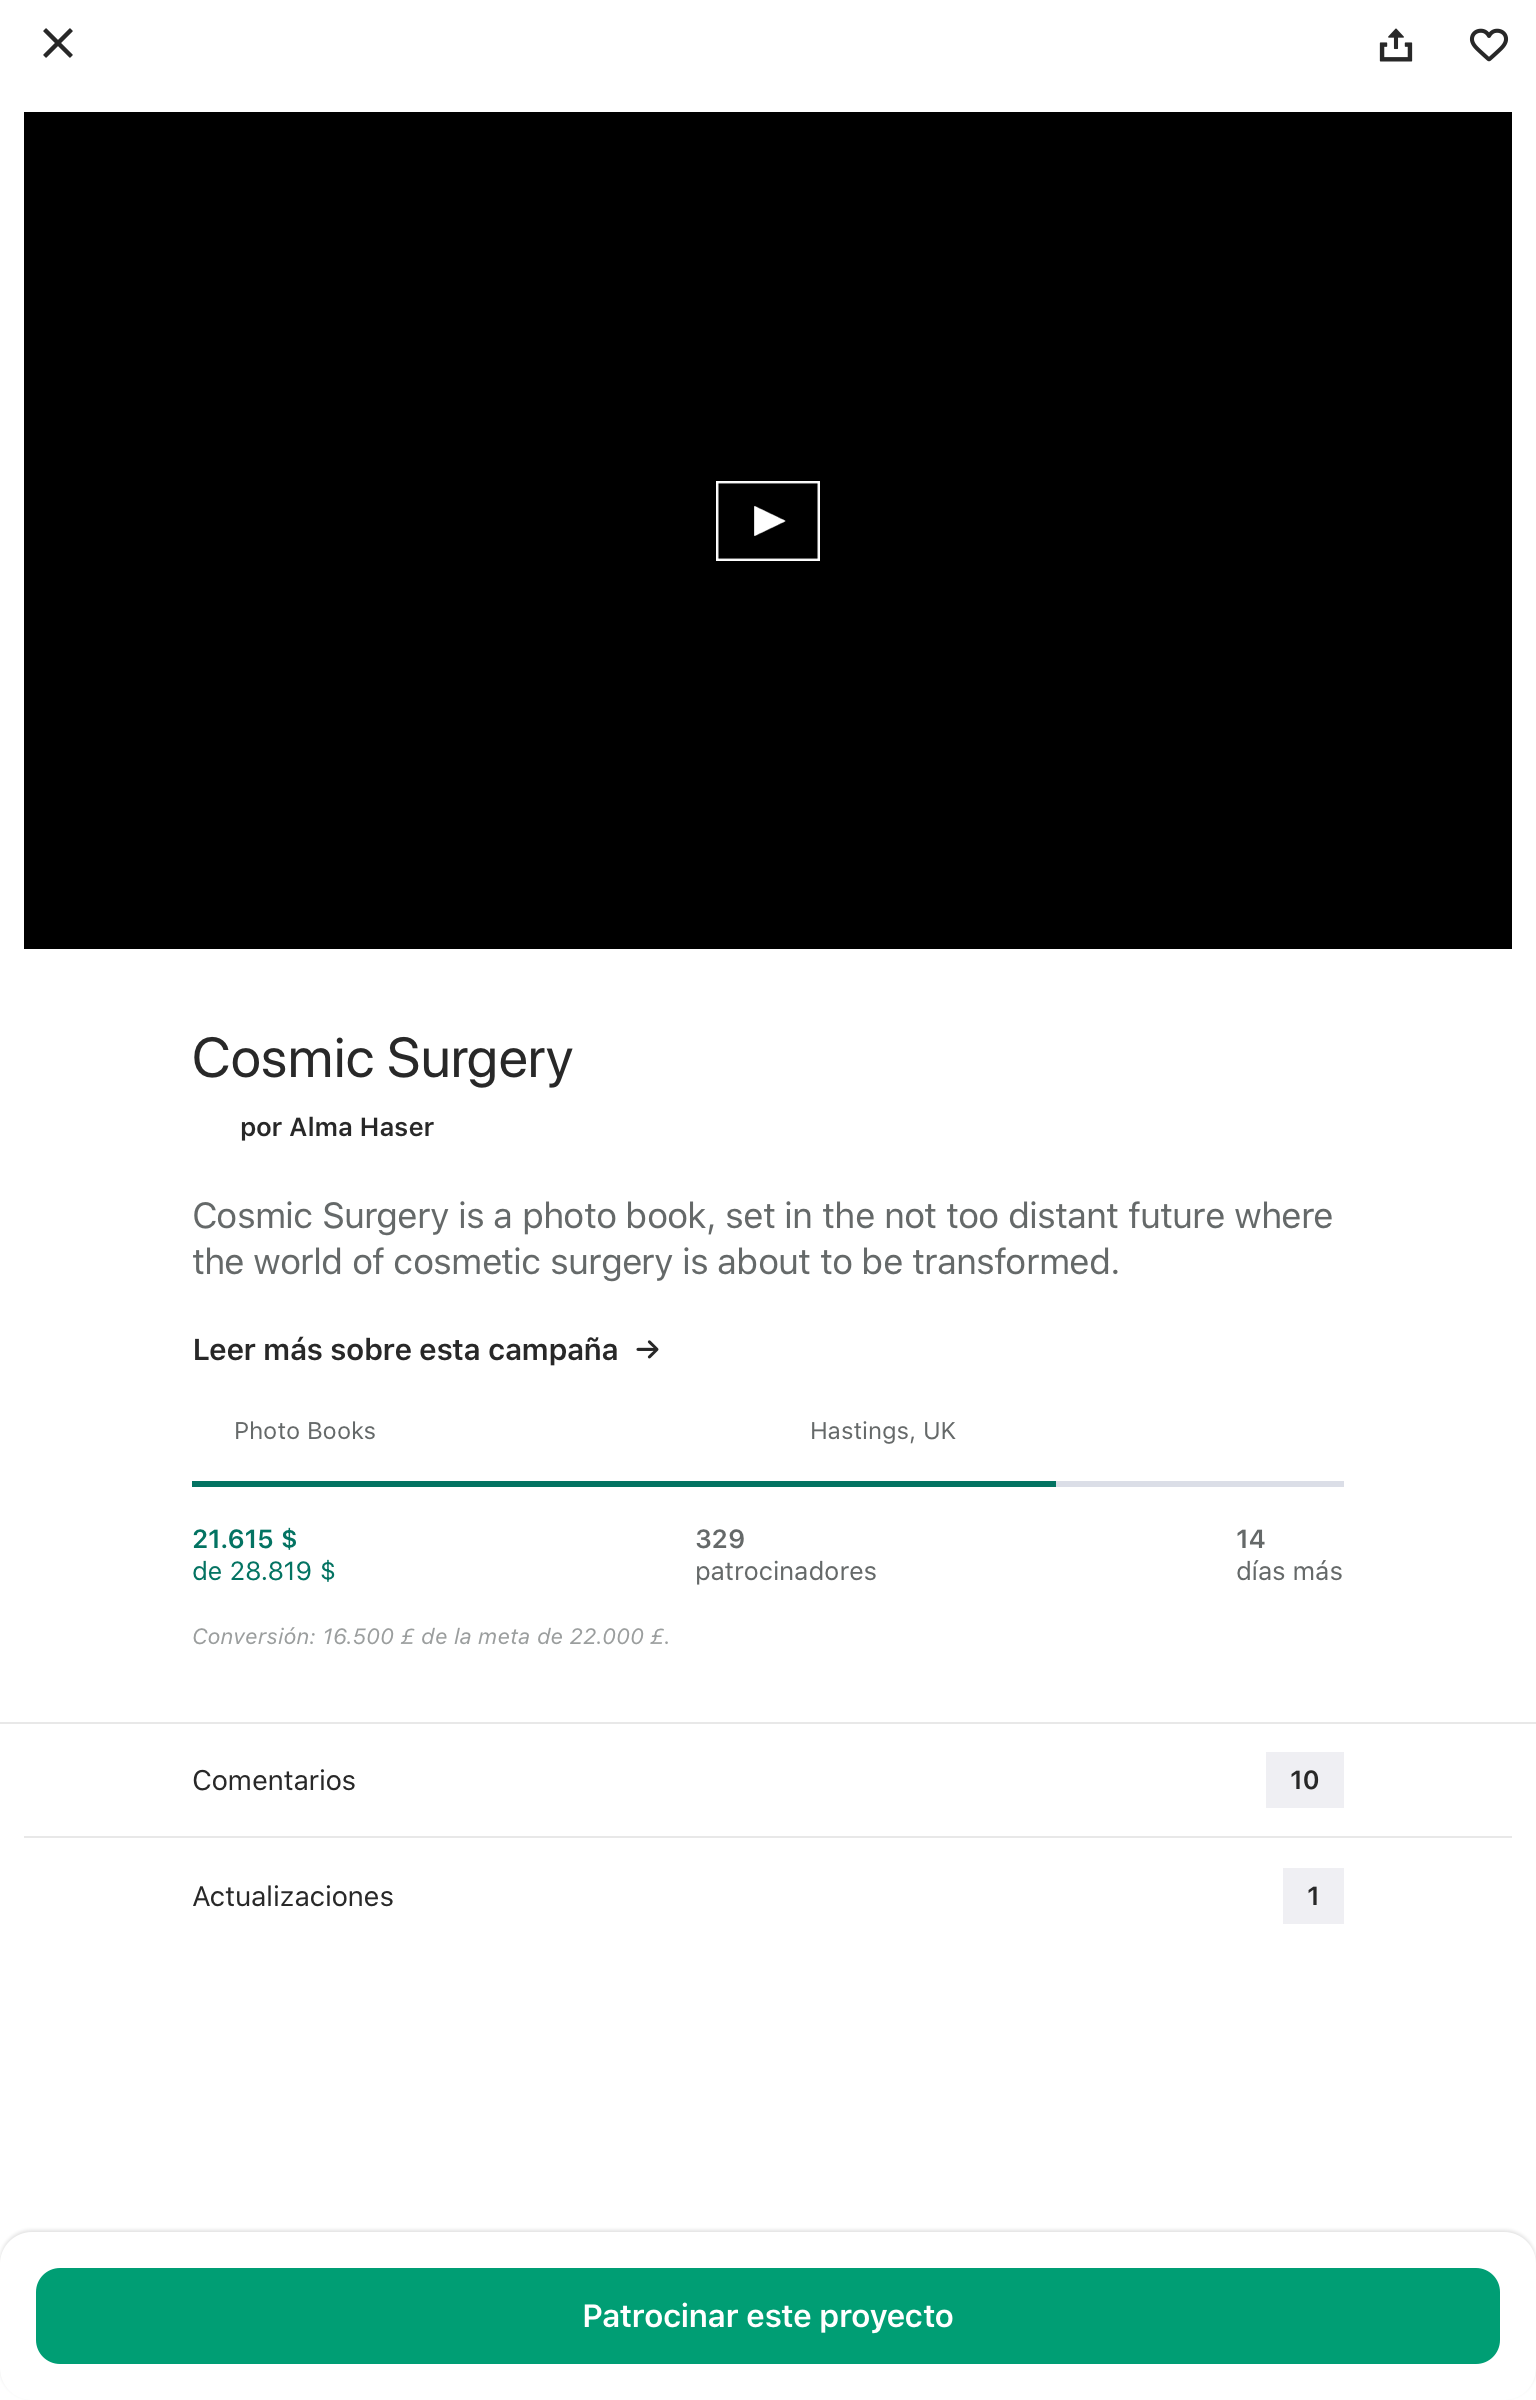 Cosmic Surgery
por Alma Haser
Cosmic Surgery is a photo book, set in the not too distant future where
the world of cosmetic surgery is about to be transformed.
Leer más sobre esta campaña →
Photo Books
Hastings, UK
21.615 $
de 28.819 $
329
patrocinadores
14
días más
Conversión: 16.500 £ de la meta de 22.000 £.
Comentarios
10
Actualizaciones
1
Patrocinar este proyecto